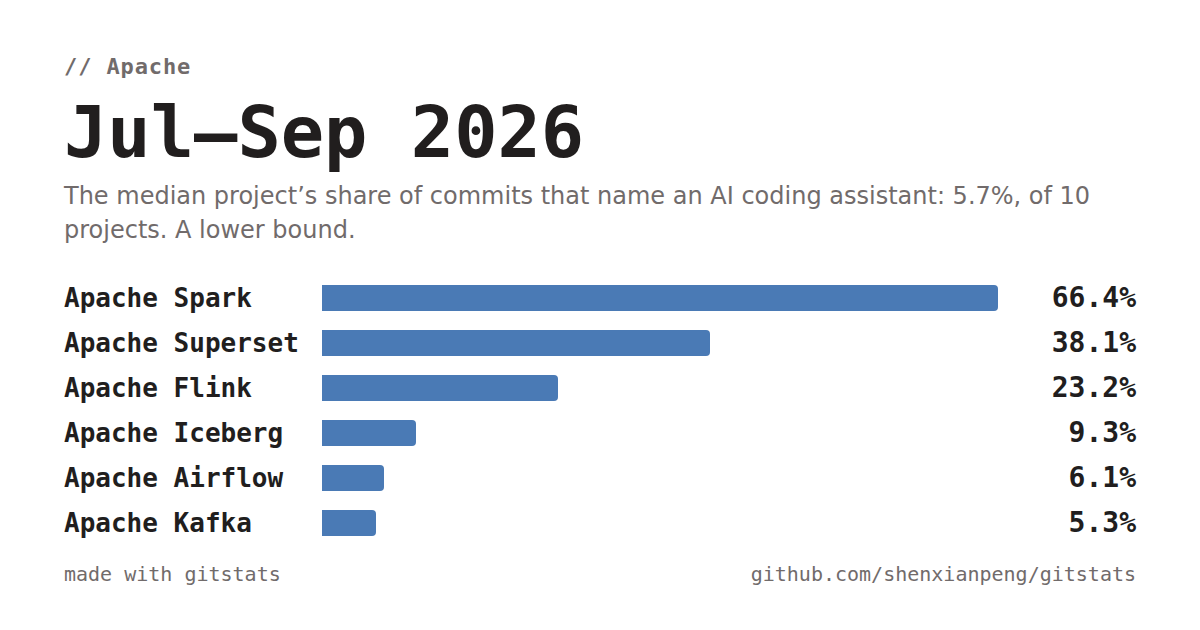 // Apache
Jul–Sep 2026
The median project’s share of commits that name an AI coding assistant: 5.7%, of 10
projects. A lower bound.
Apache Spark 66.4%
Apache Superset 38.1%
Apache Flink 23.2%
Apache Iceberg 9.3%
Apache Airflow 6.1%
Apache Kafka 5.3%
made with gitstats github.com/shenxianpeng/gitstats